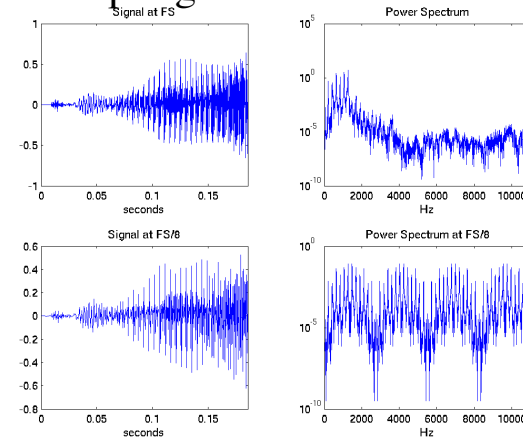 Signal at FS
1
0.5
0
-0.5
-1
0 0.05 0.1 0.15
seconds
Power Spectrum
10^5
10^0
10^-5
10^-10
0 2000 4000 6000 8000 1000
Hz
Signal at FS/8
0.6
0.4
0.2
0
-0.2
-0.4
-0.6
-0.8
0 0.05 0.1 0.15
seconds
Power Spectrum at FS/8
10^0
10^-5
10^-10
0 2000 4000 6000 8000 1000
Hz